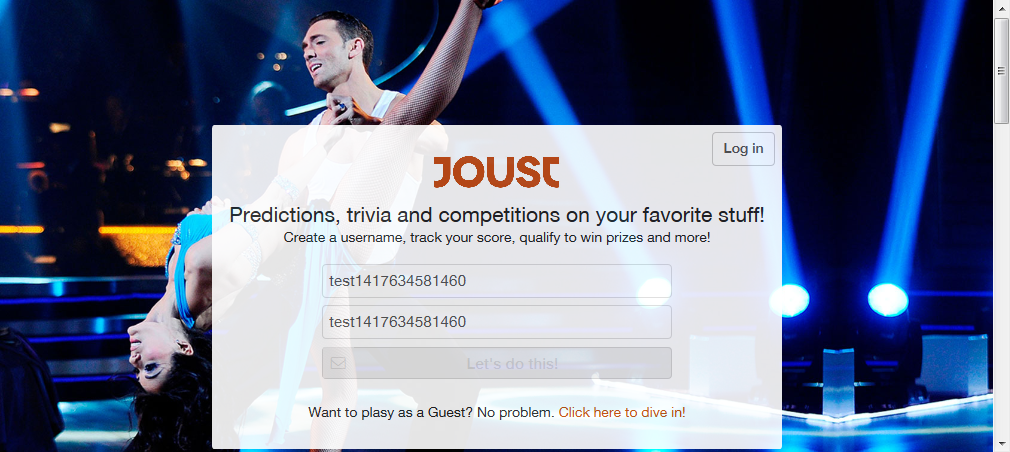 Log in
JOUST
Predictions, trivia and competitions on your favorite stuff!
Create a username, track your score, qualify to win prizes and more!
test1417634581460
test1417634581460
Let's do this!
Want to plasy as a Guest? No problem. Click here to dive in!